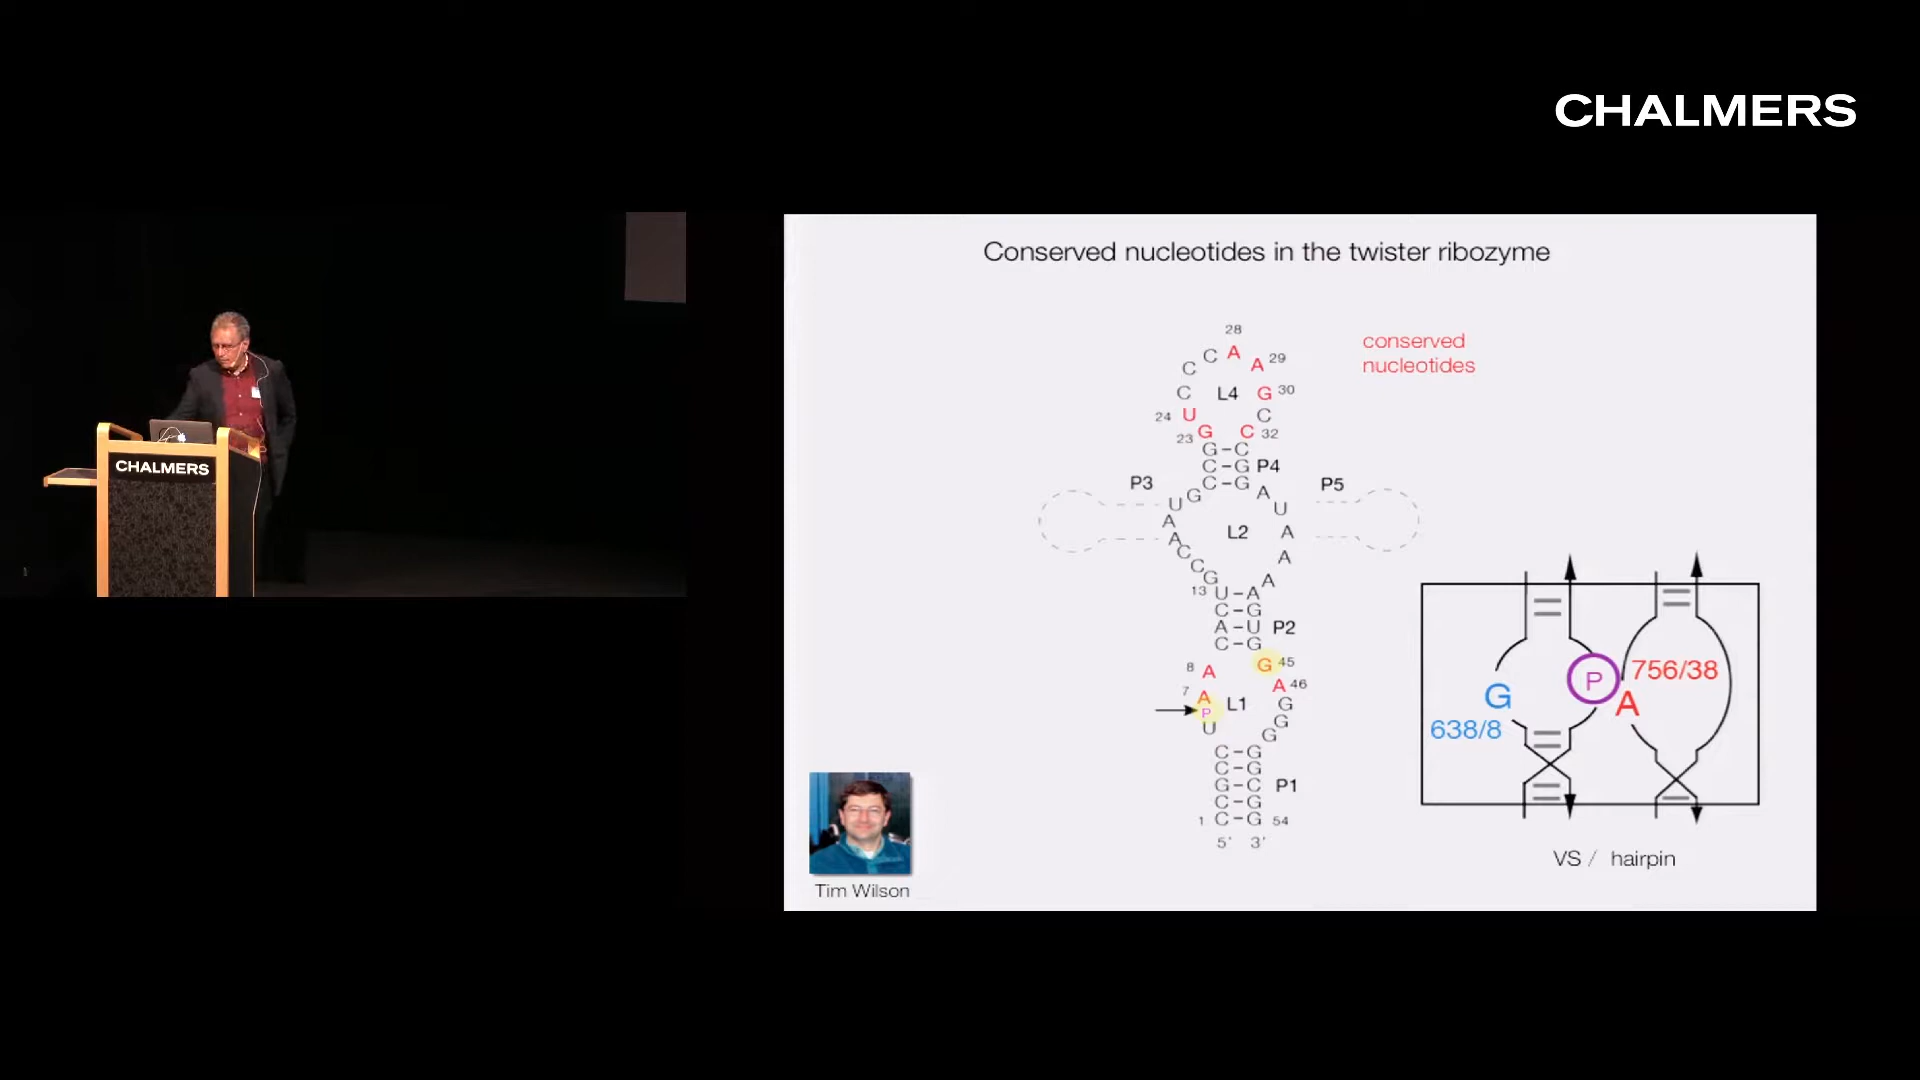 CHALMERS
CHALMERS
Conserved nucleotides in the twister ribozyme
conserved
nucleotides
28
C A
C A 29
C L4 G 30
24 U C
23 G C 32
G-C
C-G P4
P3 C-G P5
U G A U
A L2 A
A A
C A
C
G
13 U-A
C-G
A-U P2
C-G
8 A G 45
7 A A 46
P L1 G
U G
G
C-G
C-G
G-C P1
C-G
1 C-G 54
5' 3'
G
638/8
P
756/38
A
VS / hairpin
Tim Wilson